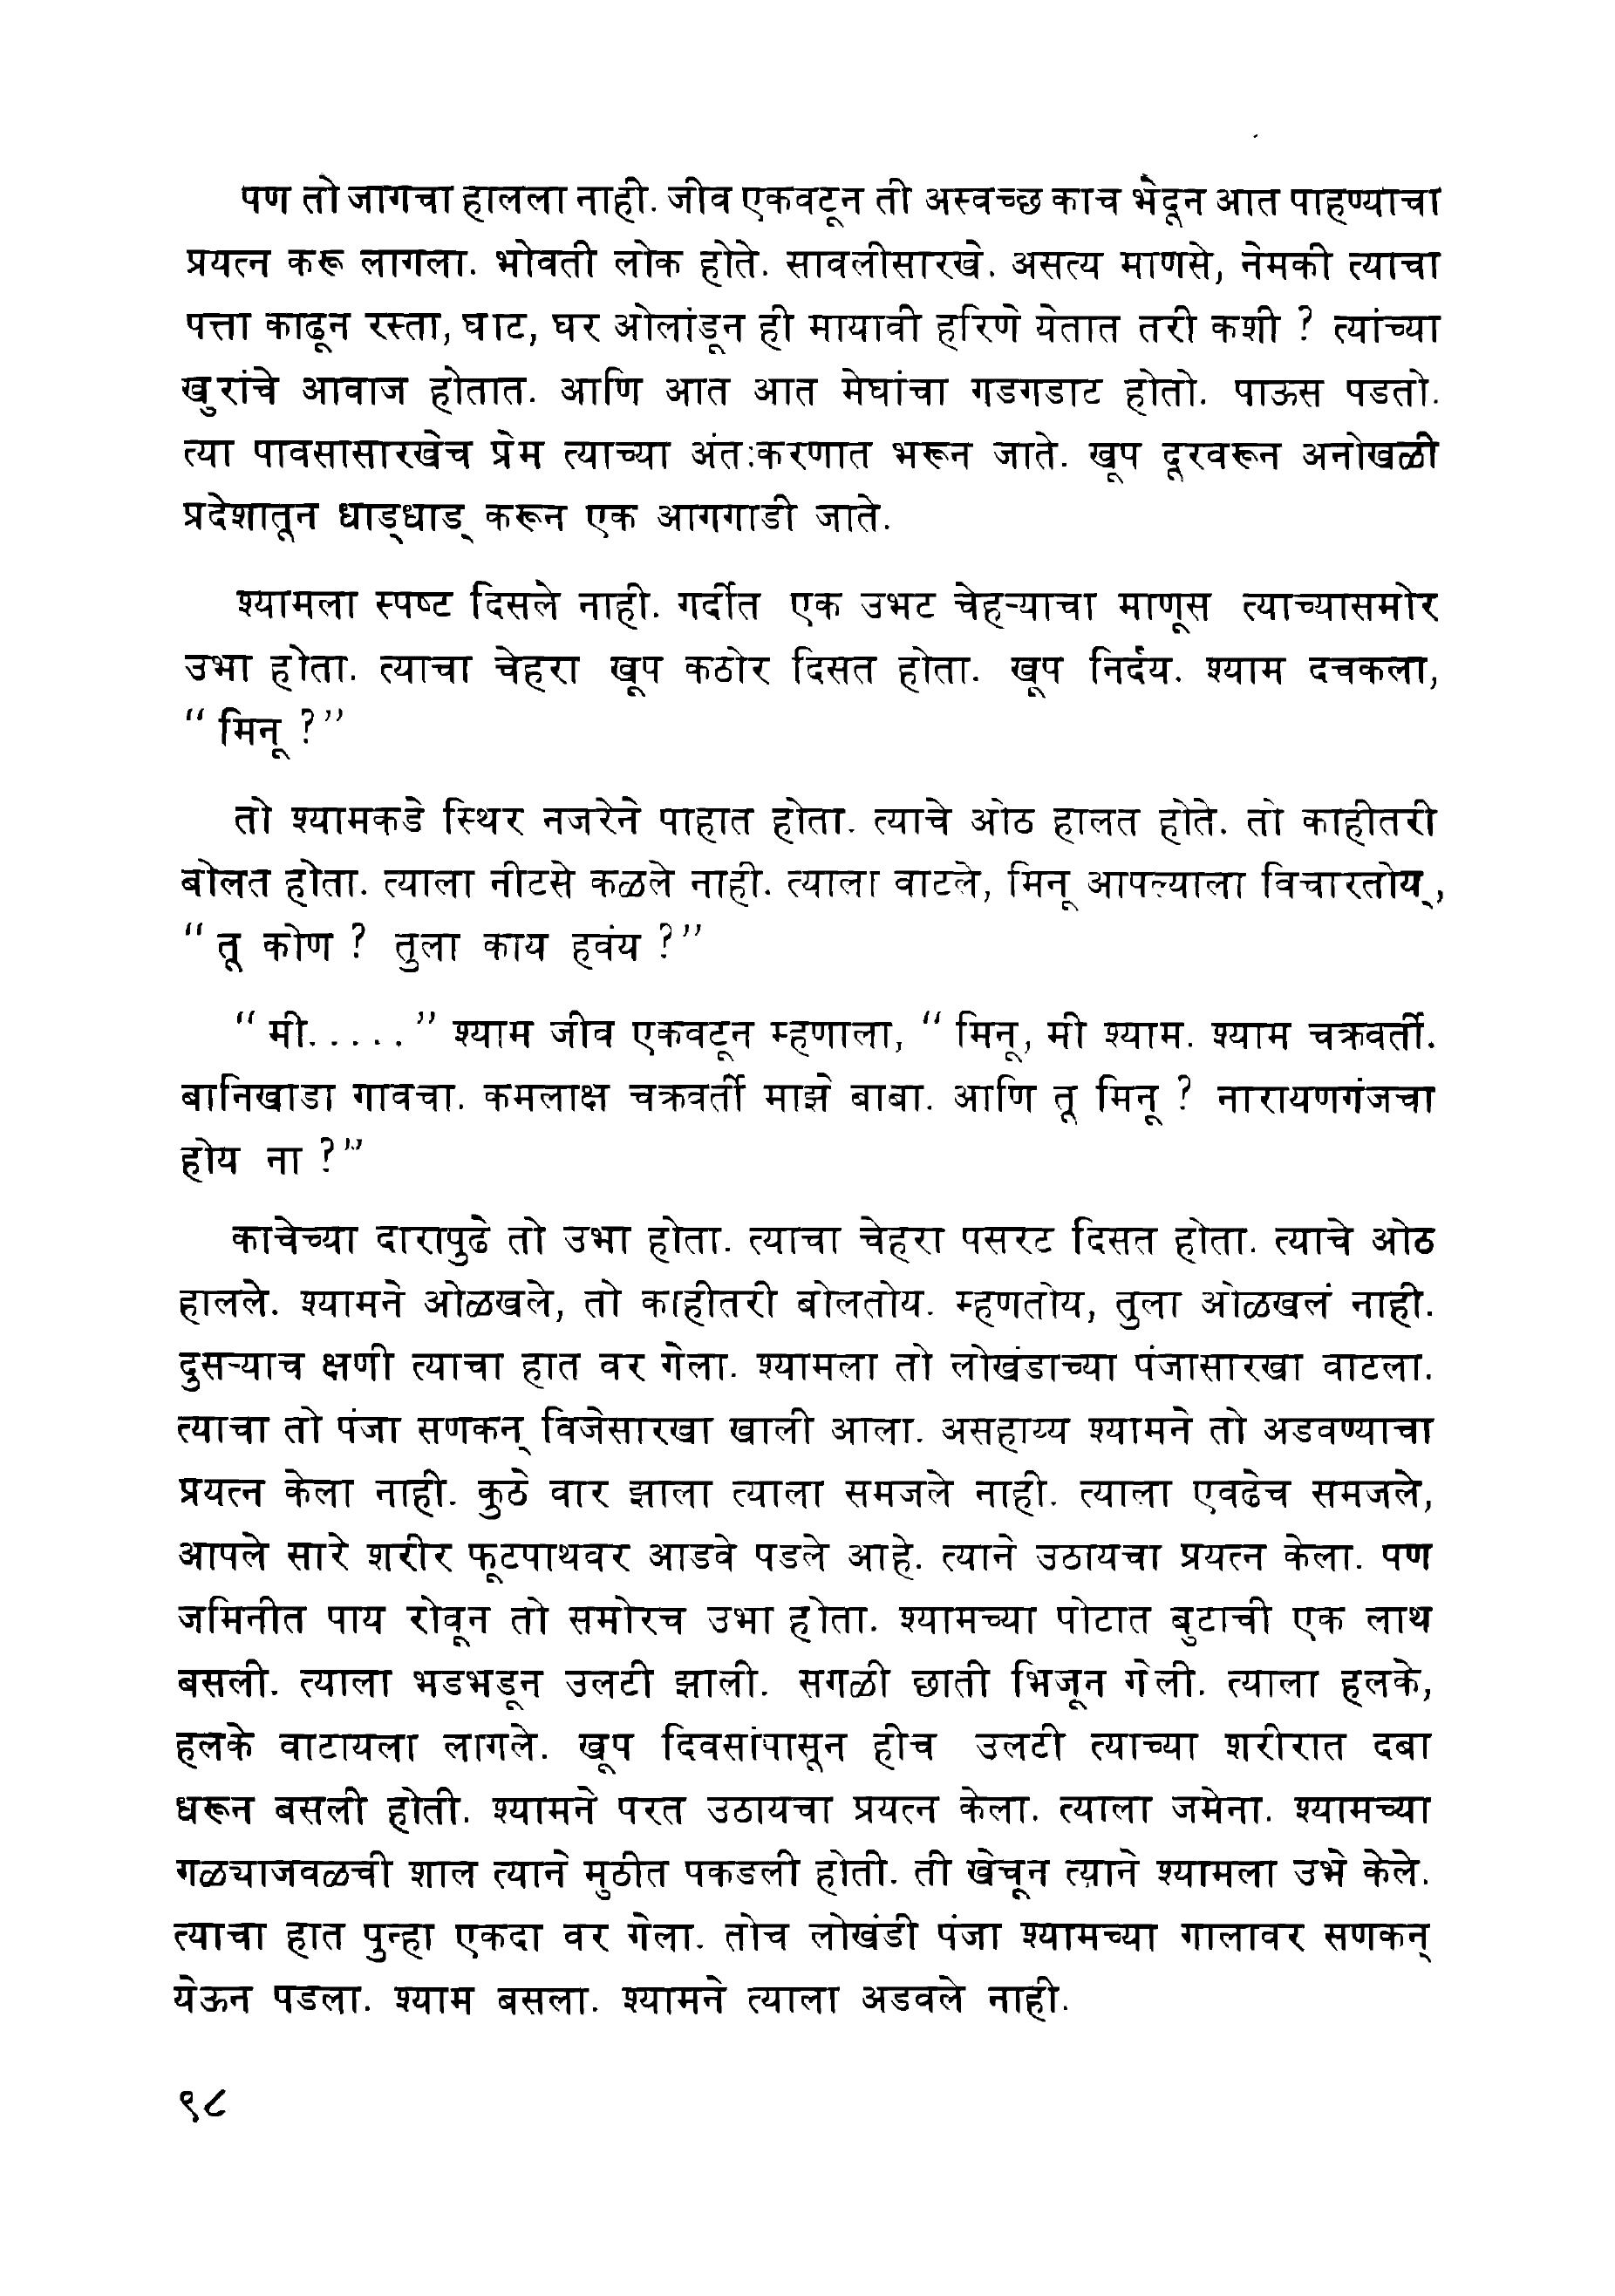 पण तो जागचा हालला नाही. जीव एकवटून ती अस्वच्छ काच भेदून आत पाहण्याचा
प्रयत्न करू लागला. भोवती लोक होते. सावलीसारखे. असत्य माणसे, नेमकी त्याचा
पत्ता काढून रस्ता, घाट, घर ओलांडून ही मायावी हरिणे येतात तरी कशी ? त्यांच्या
खुरांचे आवाज होतात. आणि आत आत मेघांचा गडगडाट होतो. पाऊस पडतो.
त्या पावसासारखेच प्रेम त्याच्या अंतःकरणात भरून जाते. खूप दूरवरून अनोखळी
प्रदेशातून धाड्धाड् करून एक आगगाडी जाते.
श्यामला स्पष्ट दिसले नाही. गर्दीत एक उभट चेहऱ्याचा माणूस त्याच्यासमोर
उभा होता. त्याचा चेहरा खूप कठोर दिसत होता. खूप निर्दय. श्याम दचकला,
“ मिनू ?”
तो श्यामकडे स्थिर नजरेने पाहात होता. त्याचे ओठ हालत होते. तो काहीतरी
बोलत होता. त्याला नीटसे कळले नाही. त्याला वाटले, मिनू आपल्याला विचारतोय्,
“ तू कोण ? तुला काय हवंय ?”
“ मी. . . . . ” श्याम जीव एकवटून म्हणाला, “ मिनू, मी श्याम. श्याम चक्रवर्ती.
बानिखाडा गावचा. कमलाक्ष चक्रवर्ती माझे बाबा. आणि तू मिनू ? नारायणगंजचा
होय ना ?”
काचेच्या दारापुढे तो उभा होता. त्याचा चेहरा पसरट दिसत होता. त्याचे ओठ
हालले. श्यामने ओळखले, तो काहीतरी बोलतोय. म्हणतोय, तुला ओळखलं नाही.
दुसऱ्याच क्षणी त्याचा हात वर गेला. श्यामला तो लोखंडाच्या पंजासारखा वाटला.
त्याचा तो पंजा सणकन् विजेसारखा खाली आला. असहाय्य श्यामने तो अडवण्याचा
प्रयत्न केला नाही. कुठे वार झाला त्याला समजले नाही. त्याला एवढेच समजले,
आपले सारे शरीर फूटपाथवर आडवे पडले आहे. त्याने उठायचा प्रयत्न केला. पण
जमिनीत पाय रोवून तो समोरच उभा होता. श्यामच्या पोटात बुटाची एक लाथ
बसली. त्याला भडभडून उलटी झाली. सगळी छाती भिजून गेली. त्याला हलके,
हलके वाटायला लागले. खूप दिवसांपासून हीच उलटी त्याच्या शरीरात दबा
धरून बसली होती. श्यामने परत उठायचा प्रयत्न केला. त्याला जमेना. श्यामच्या
गळ्याजवळची शाल त्याने मुठीत पकडली होती. ती खेचून त्याने श्यामला उभे केले.
त्याचा हात पुन्हा एकदा वर गेला. तोच लोखंडी पंजा श्यामच्या गालावर सणकन्
येऊन पडला. श्याम बसला. श्यामने त्याला अडवले नाही.
९८